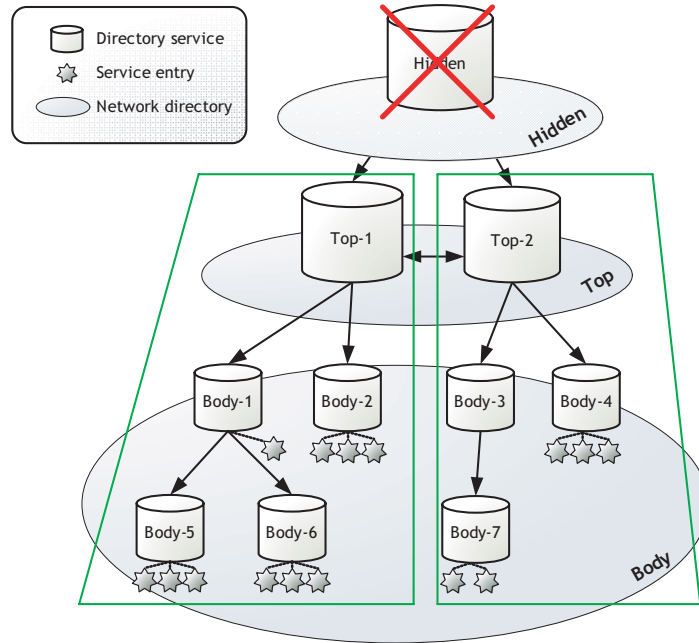 Directory service
Service entry
Network directory
Hidden
Hidden
Top-1
Top-2
Top
Body-1
Body-2
Body-3
Body-4
Body-5
Body-6
Body-7
Body